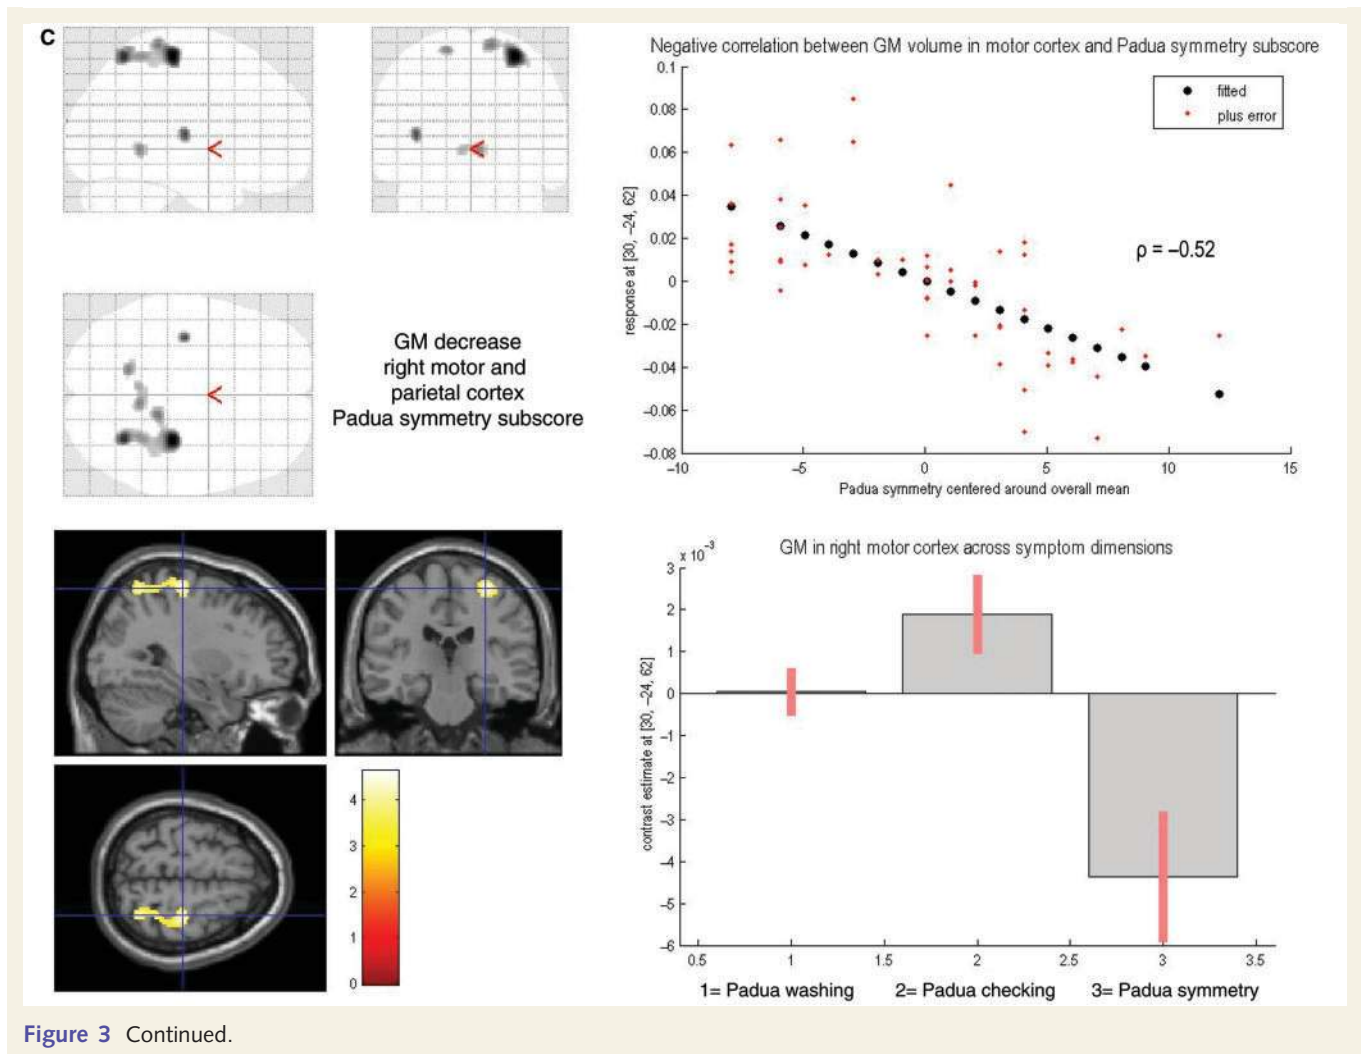 C
GM decrease
right motor and
parietal cortex
Padua symmetry subscore
Negative correlation between GM volume in motor cortex and Padua symmetry subscore
fitted
plus error
ρ = –0.52
response at [30, –24, 62]
0.1
0.08
0.06
0.04
0.02
0
–0.02
–0.04
–0.06
–0.08
–10 –5 0 5 10 15
Padua symmetry centered around overall mean
4
3
2
1
0
GM in right motor cortex across symptom dimensions
x 10⁻³
contrast estimate at [30, –24, 62]
3
2
1
0
–1
–2
–3
–4
–5
–6
0.5 1 1.5 2 2.5 3 3.5
1= Padua washing 2= Padua checking 3= Padua symmetry
Figure 3 Continued.